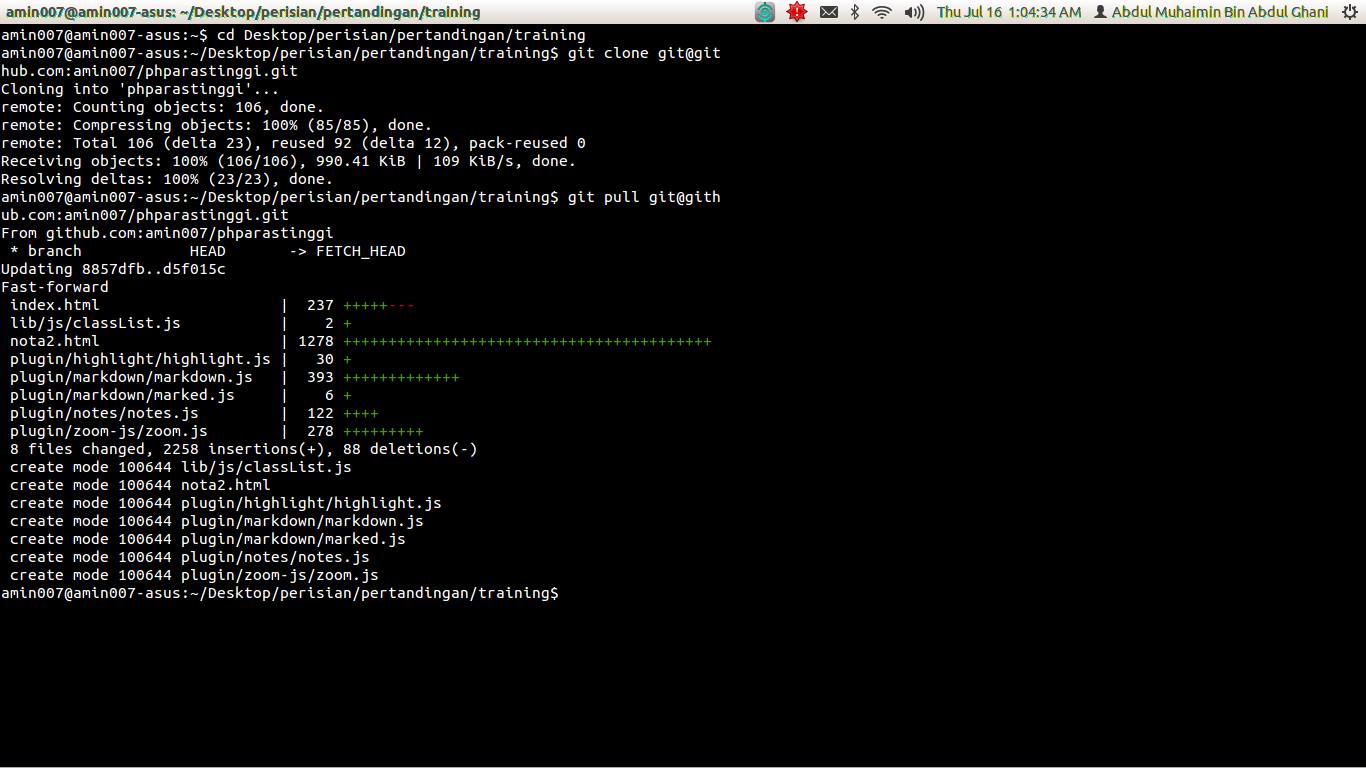 amin007@amin007-asus: ~/Desktop/perisian/pertandingan/training
Thu Jul 16 1:04:34 AM
Abdul Muhaimin Bin Abdul Ghani
amin007@amin007-asus:~$ cd Desktop/perisian/pertandingan/training
amin007@amin007-asus:~/Desktop/perisian/pertandingan/training$ git clone git@git
hub.com:amin007/phparastinggi.git
Cloning into 'phparastinggi'...
remote: Counting objects: 106, done.
remote: Compressing objects: 100% (85/85), done.
remote: Total 106 (delta 23), reused 92 (delta 12), pack-reused 0
Receiving objects: 100% (106/106), 990.41 KiB | 109 KiB/s, done.
Resolving deltas: 100% (23/23), done.
amin007@amin007-asus:~/Desktop/perisian/pertandingan/training$ git pull git@gith
ub.com:amin007/phparastinggi.git
From github.com:amin007/phparastinggi
 * branch            HEAD       -> FETCH_HEAD
Updating 8857dfb..d5f015c
Fast-forward
 index.html                    |  237 +++++---
 lib/js/classList.js           |    2 +
 nota2.html                    | 1278 +++++++++++++++++++++++++++++++++++++++++
 plugin/highlight/highlight.js |   30 +
 plugin/markdown/markdown.js   |  393 +++++++++++++
 plugin/markdown/marked.js     |    6 +
 plugin/notes/notes.js         |  122 ++++
 plugin/zoom-js/zoom.js        |  278 +++++++++
 8 files changed, 2258 insertions(+), 88 deletions(-)
 create mode 100644 lib/js/classList.js
 create mode 100644 nota2.html
 create mode 100644 plugin/highlight/highlight.js
 create mode 100644 plugin/markdown/markdown.js
 create mode 100644 plugin/markdown/marked.js
 create mode 100644 plugin/notes/notes.js
 create mode 100644 plugin/zoom-js/zoom.js
amin007@amin007-asus:~/Desktop/perisian/pertandingan/training$